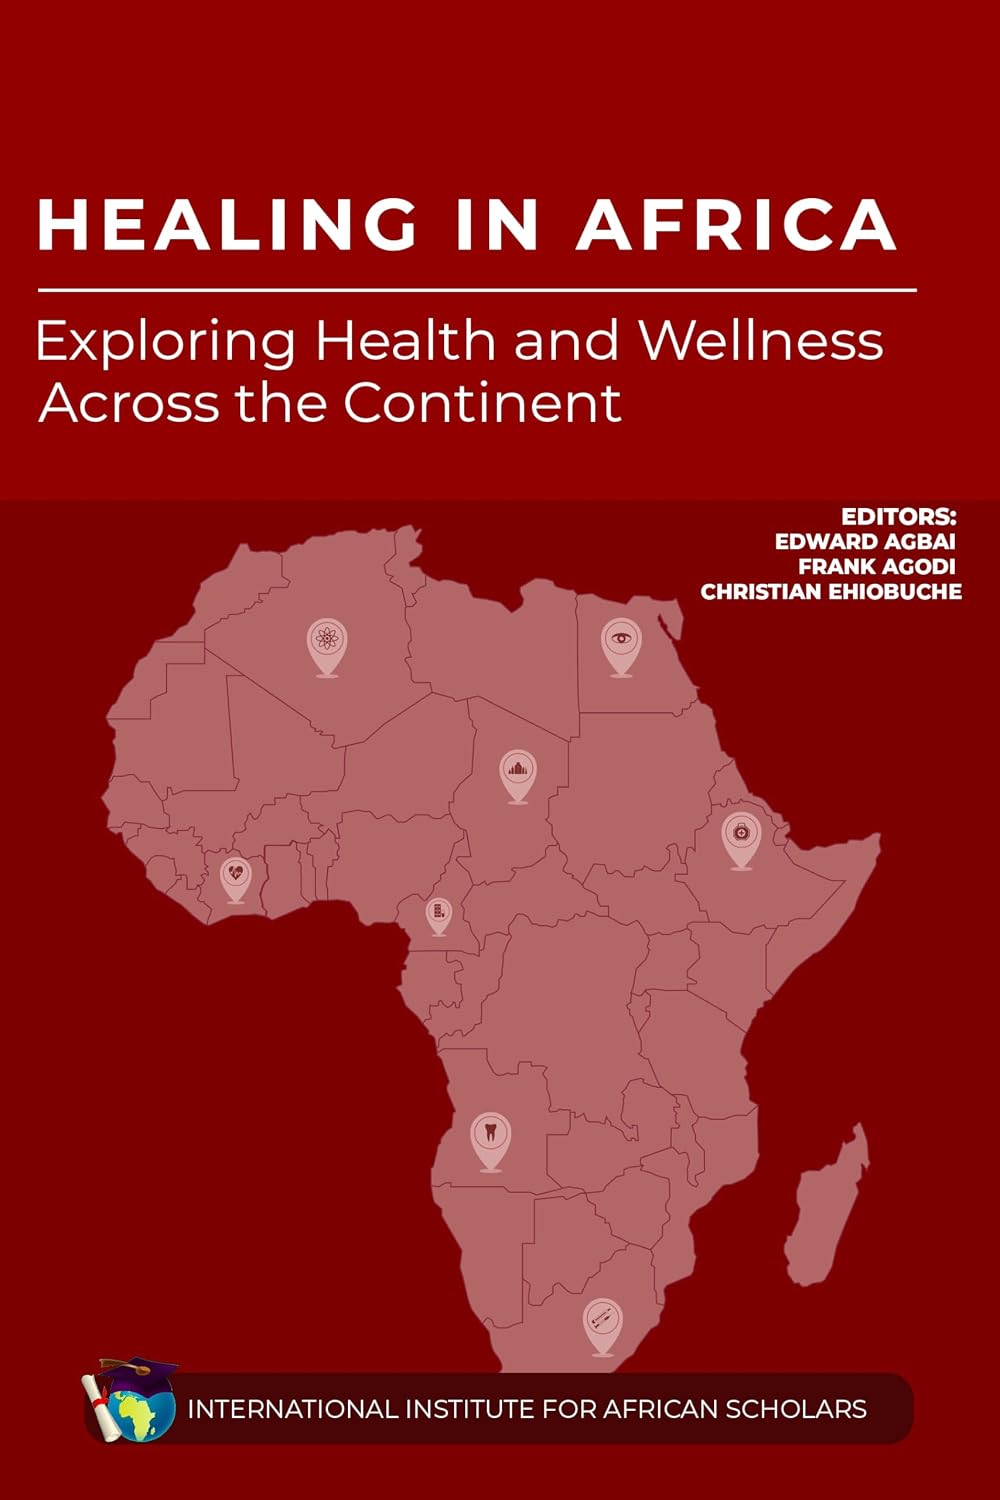 HEALING IN AFRICA
Exploring Health and Wellness
Across the Continent
EDITORS:
EDWARD AGBAI
FRANK AGODI
CHRISTIAN EHIOBUCHE
INTERNATIONAL INSTITUTE FOR AFRICAN SCHOLARS